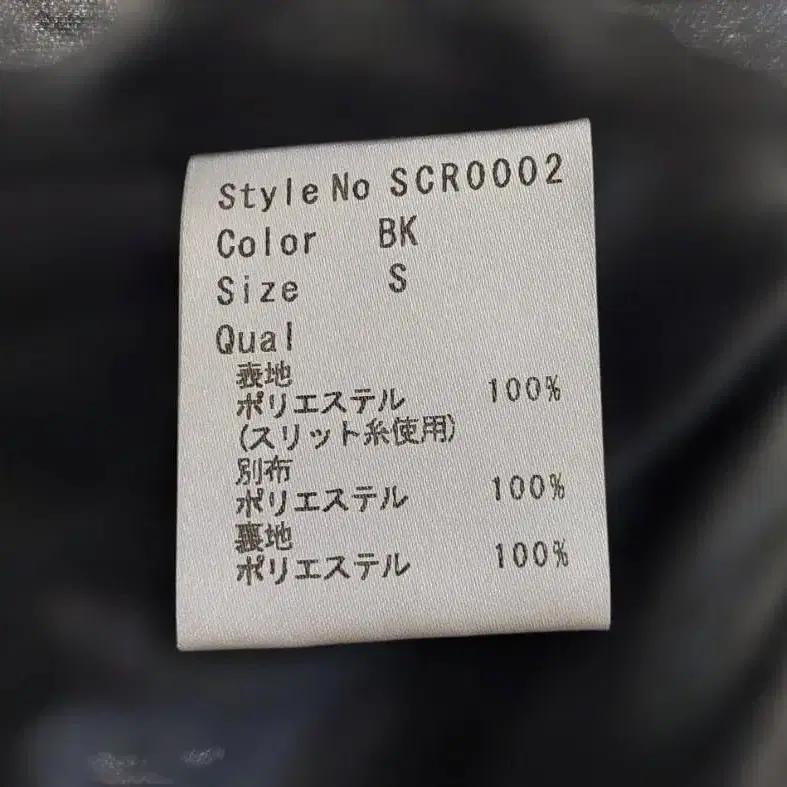 Style No SCR0002
Color BK
Size S
Qual
表地
ポリエステル 100%
(スリット糸使用)
別布
ポリエステル 100%
裏地
ポリエステル 100%